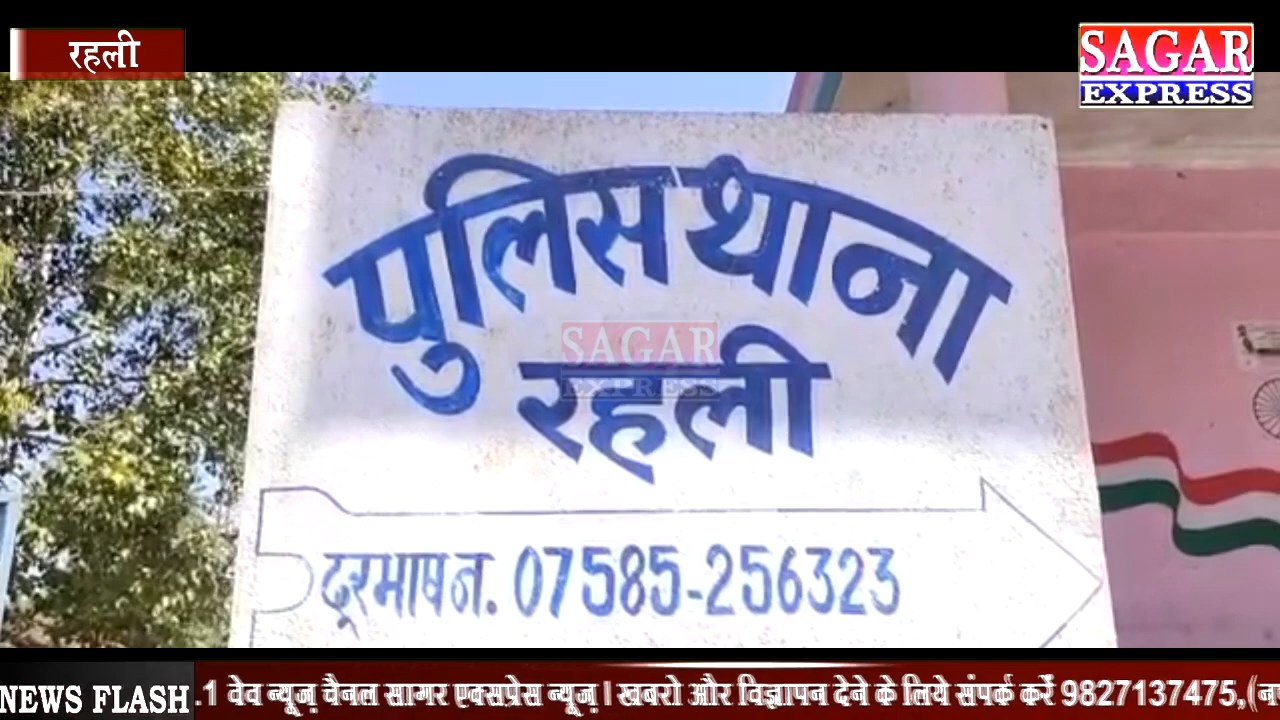 रहली
SAGAR
EXPRESS
पुलिस थाना
SAGAR
EXPRESS
रहली
दूरभाष न. 07585-256323
NEWS FLASH
.1 वेव न्यूज़ चैनल सागर एक्सप्रेस न्यूज़ । खबरो और विज्ञापन देने के लिये संपर्क करें 9827137475,